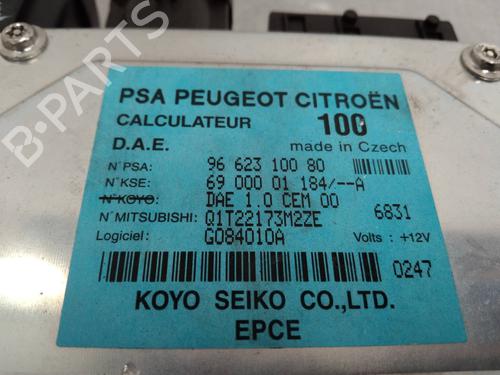 PSA PEUGEOT CITROËN
CALCULATEUR 100
D.A.E. made in Czech
N°PSA: 96 623 100 80
N°KSE: 69 000 01 184/--A
N°KOYO: DAE 1.0 CEM 00
N°MITSUBISHI: Q1T22173M2ZE 6831
Logiciel: G084010A Volts : +12V
0247
KOYO SEIKO CO.,LTD.
EPCE
B-PARTS